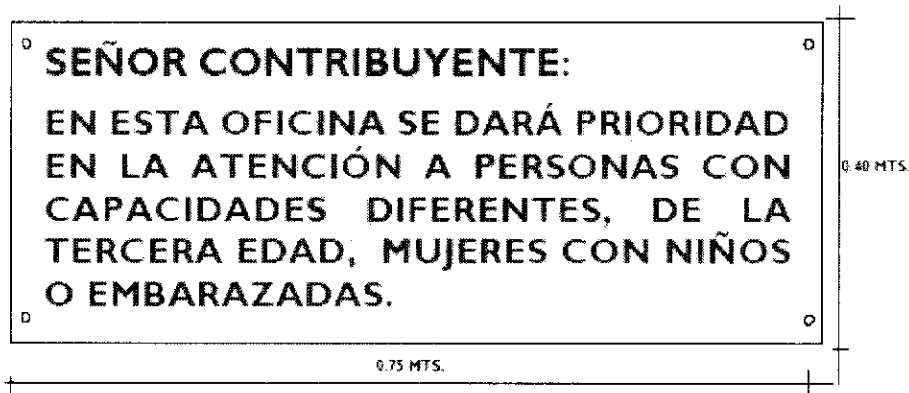 SEÑOR CONTRIBUYENTE:
EN ESTA OFICINA SE DARÁ PRIORIDAD
EN LA ATENCIÓN A PERSONAS CON
CAPACIDADES DIFERENTES, DE LA
TERCERA EDAD, MUJERES CON NIÑOS
O EMBARAZADAS.
0.40 MTS.
0.75 MTS.